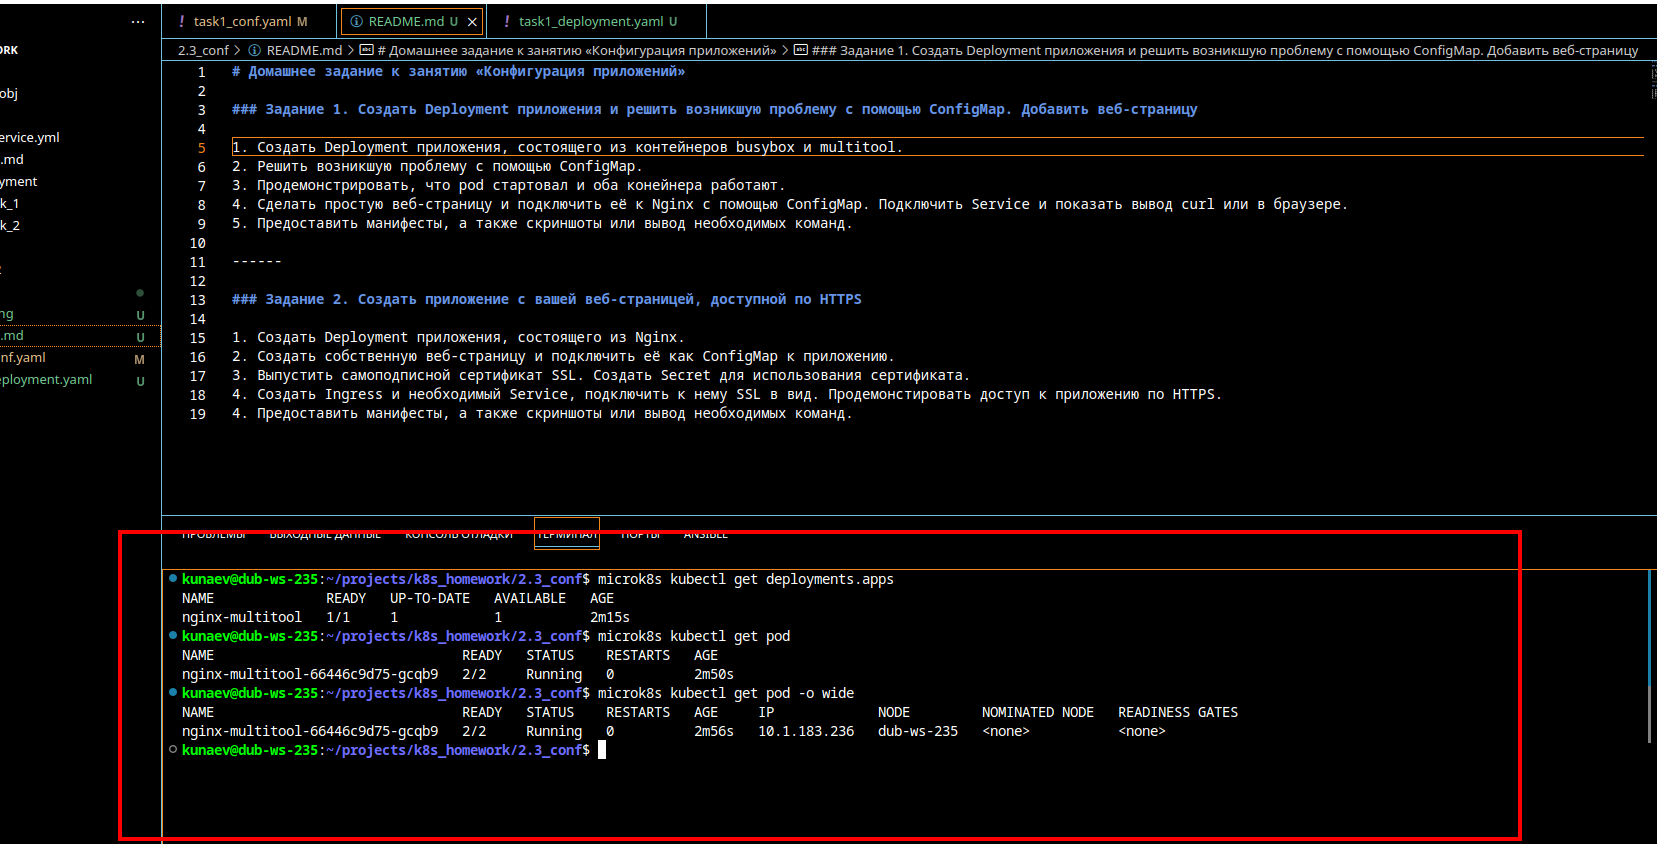 ... ! task1_conf.yaml M ⓘ README.md U × ! task1_deployment.yaml U
2.3_conf > ⓘ README.md > # Домашнее задание к занятию «Конфигурация приложений» > ### Задание 1. Создать Deployment приложения и решить возникшую проблему с помощью ConfigMap. Добавить веб-страницу
ORK
obj
ervice.yml
.md
yment
k_1
k_2
ng U
.md U
nf.yaml M
eployment.yaml U
1 # Домашнее задание к занятию «Конфигурация приложений»
2
3 ### Задание 1. Создать Deployment приложения и решить возникшую проблему с помощью ConfigMap. Добавить веб-страницу
4
5 1. Создать Deployment приложения, состоящего из контейнеров busybox и multitool.
6 2. Решить возникшую проблему с помощью ConfigMap.
7 3. Продемонстрировать, что pod стартовал и оба конейнера работают.
8 4. Сделать простую веб-страницу и подключить её к Nginx с помощью ConfigMap. Подключить Service и показать вывод curl или в браузере.
9 5. Предоставить манифесты, а также скриншоты или вывод необходимых команд.
10
11 ------
12
13 ### Задание 2. Создать приложение с вашей веб-страницей, доступной по HTTPS
14
15 1. Создать Deployment приложения, состоящего из Nginx.
16 2. Создать собственную веб-страницу и подключить её как ConfigMap к приложению.
17 3. Выпустить самоподписной сертификат SSL. Создать Secret для использования сертификата.
18 4. Создать Ingress и необходимый Service, подключить к нему SSL в вид. Продемонстировать доступ к приложению по HTTPS.
19 4. Предоставить манифесты, а также скриншоты или вывод необходимых команд.
ПРОБЛЕМЫ ВЫХОДНЫЕ ДАННЫЕ КОНСОЛЬ ОТЛАДКИ ТЕРМИНАЛ ПОРТЫ ANSIBLE
kunaev@dub-ws-235:~/projects/k8s_homework/2.3_conf$ microk8s kubectl get deployments.apps
NAME READY UP-TO-DATE AVAILABLE AGE
nginx-multitool 1/1 1 1 2m15s
kunaev@dub-ws-235:~/projects/k8s_homework/2.3_conf$ microk8s kubectl get pod
NAME READY STATUS RESTARTS AGE
nginx-multitool-66446c9d75-gcqb9 2/2 Running 0 2m50s
kunaev@dub-ws-235:~/projects/k8s_homework/2.3_conf$ microk8s kubectl get pod -o wide
NAME READY STATUS RESTARTS AGE IP NODE NOMINATED NODE READINESS GATES
nginx-multitool-66446c9d75-gcqb9 2/2 Running 0 2m56s 10.1.183.236 dub-ws-235 <none> <none>
kunaev@dub-ws-235:~/projects/k8s_homework/2.3_conf$